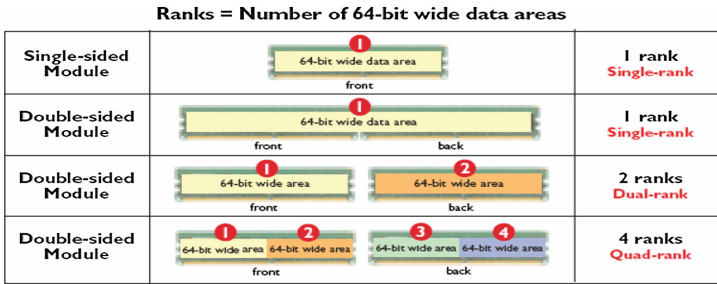 Ranks = Number of 64-bit wide data areas
Single-sided
Module
1
64-bit wide data area
front
1 rank
Single-rank
Double-sided
Module
1
64-bit wide data area
front back
1 rank
Single-rank
Double-sided
Module
1 2
64-bit wide area 64-bit wide area
front back
2 ranks
Dual-rank
Double-sided
Module
1 2 3 4
64-bit wide area 64-bit wide area 64-bit wide area 64-bit wide area
front back
4 ranks
Quad-rank